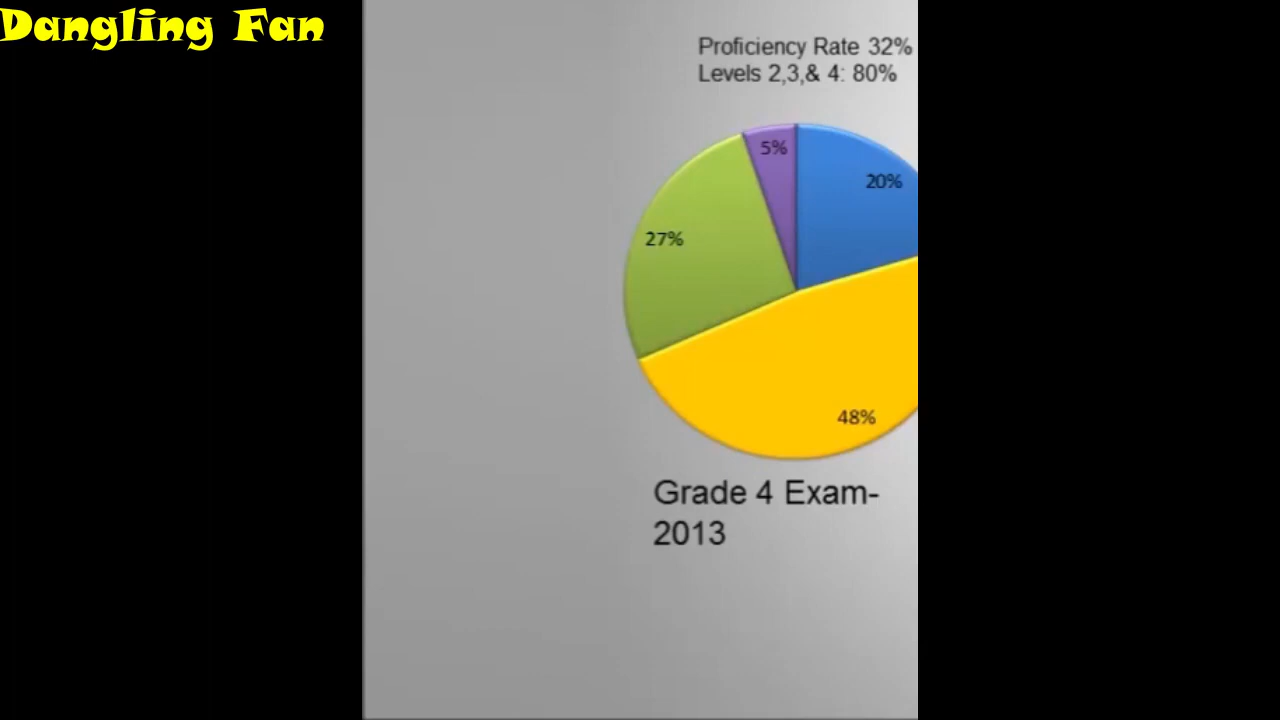 Dangling Fan
Proficiency Rate 32%
Levels 2,3,& 4: 80%
5%
20%
27%
48%
Grade 4 Exam-
2013